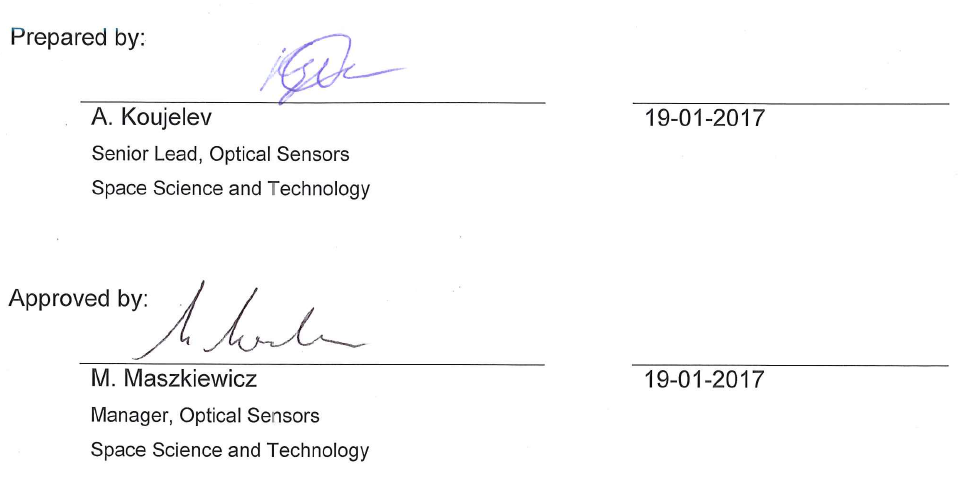 Prepared by:
A. Koujelev
19-01-2017
Senior Lead, Optical Sensors
Space Science and Technology
Approved by:
M. Maszkiewicz
19-01-2017
Manager, Optical Sensors
Space Science and Technology